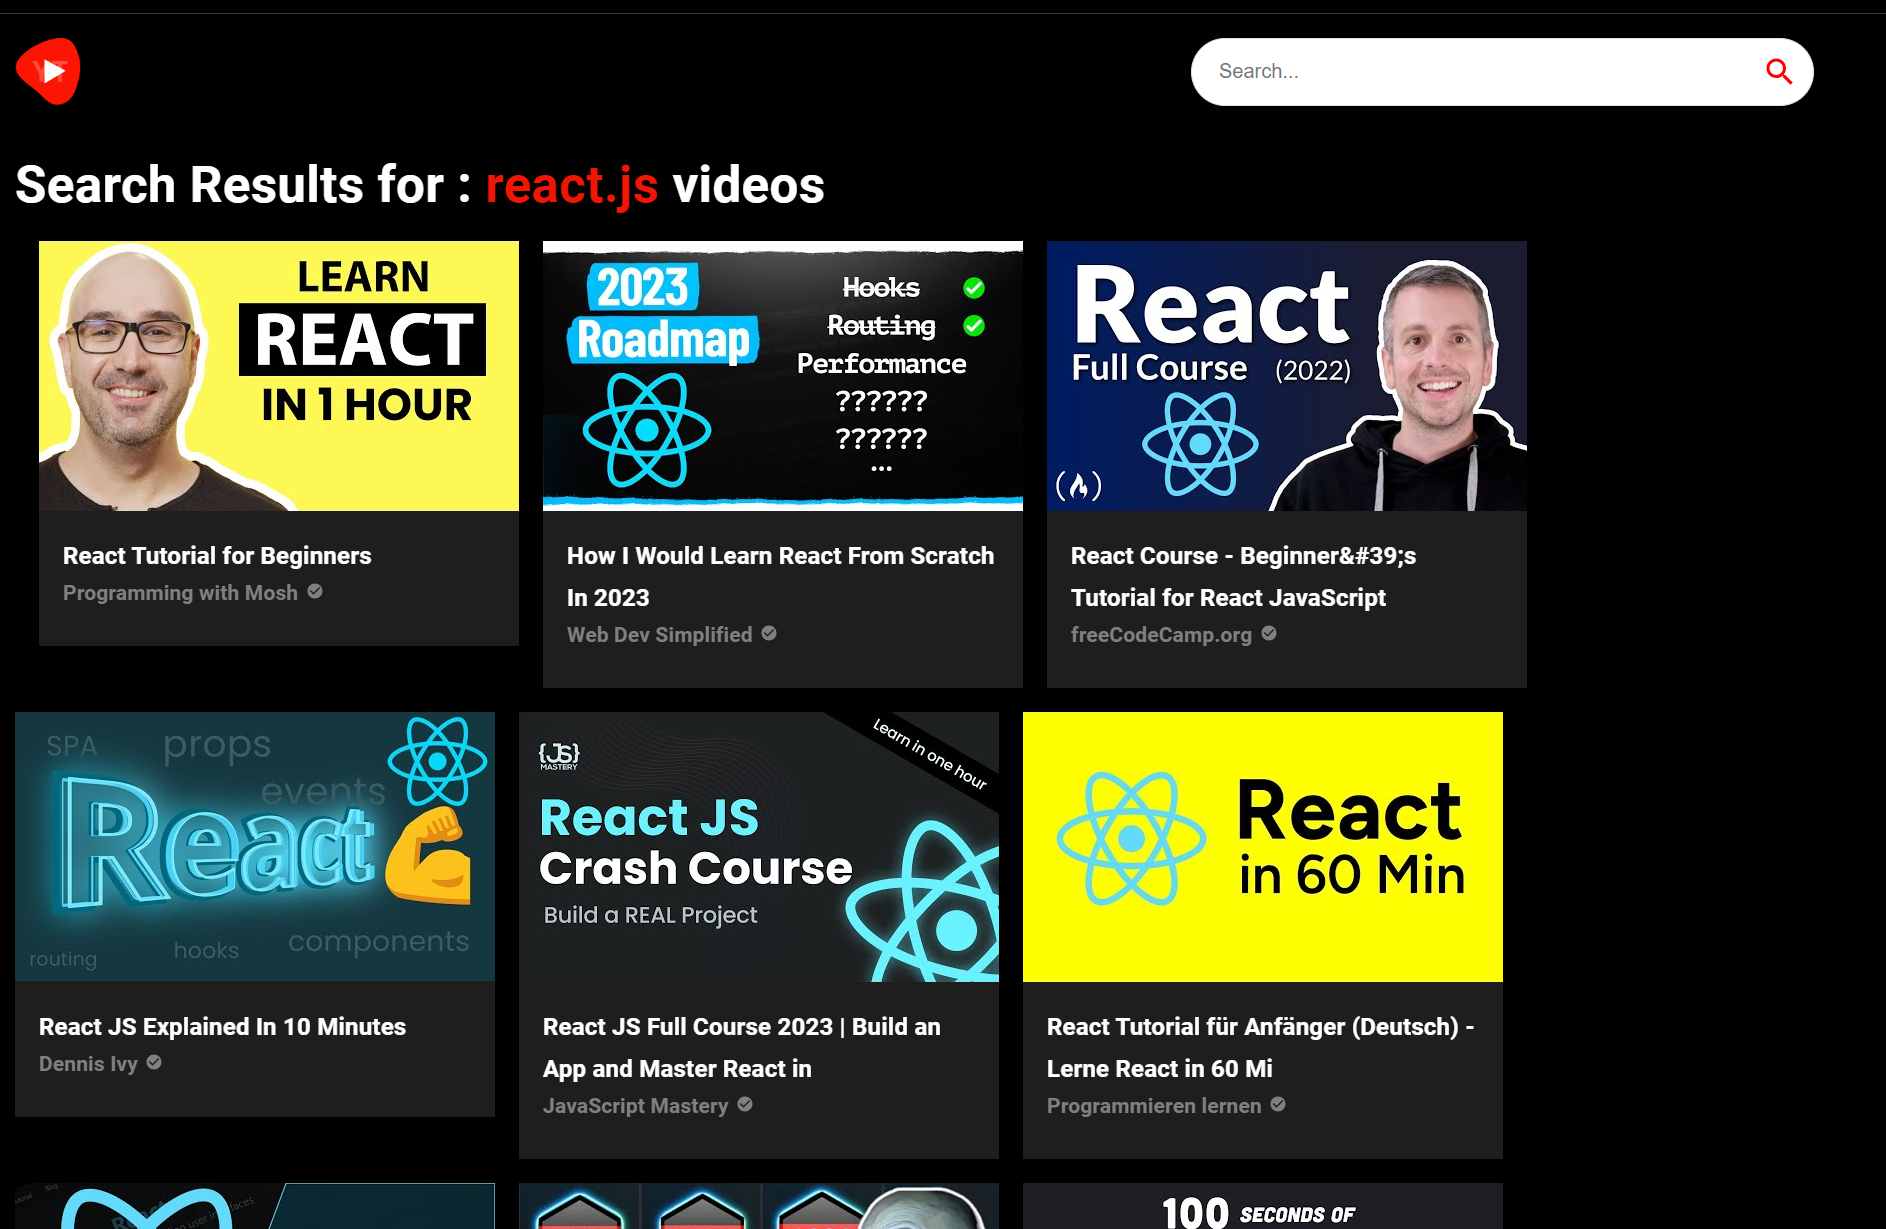 YT
Search...
Search Results for : react.js videos
LEARN
REACT
IN 1 HOUR
React Tutorial for Beginners
Programming with Mosh
2023
Roadmap
Hooks
Routing
Performance
??????
??????
...
How I Would Learn React From Scratch
In 2023
Web Dev Simplified
React
Full Course (2022)
React Course - Beginner&#39;s
Tutorial for React JavaScript
freeCodeCamp.org
SPA
props
events
React
routing
hooks
components
React JS Explained In 10 Minutes
Dennis Ivy
{JS}
MASTERY
Learn in one hour
React JS
Crash Course
Build a REAL Project
React JS Full Course 2023 | Build an
App and Master React in
JavaScript Mastery
React
in 60 Min
React Tutorial für Anfänger (Deutsch) -
Lerne React in 60 Mi
Programmieren lernen
Blog
100 SECONDS OF